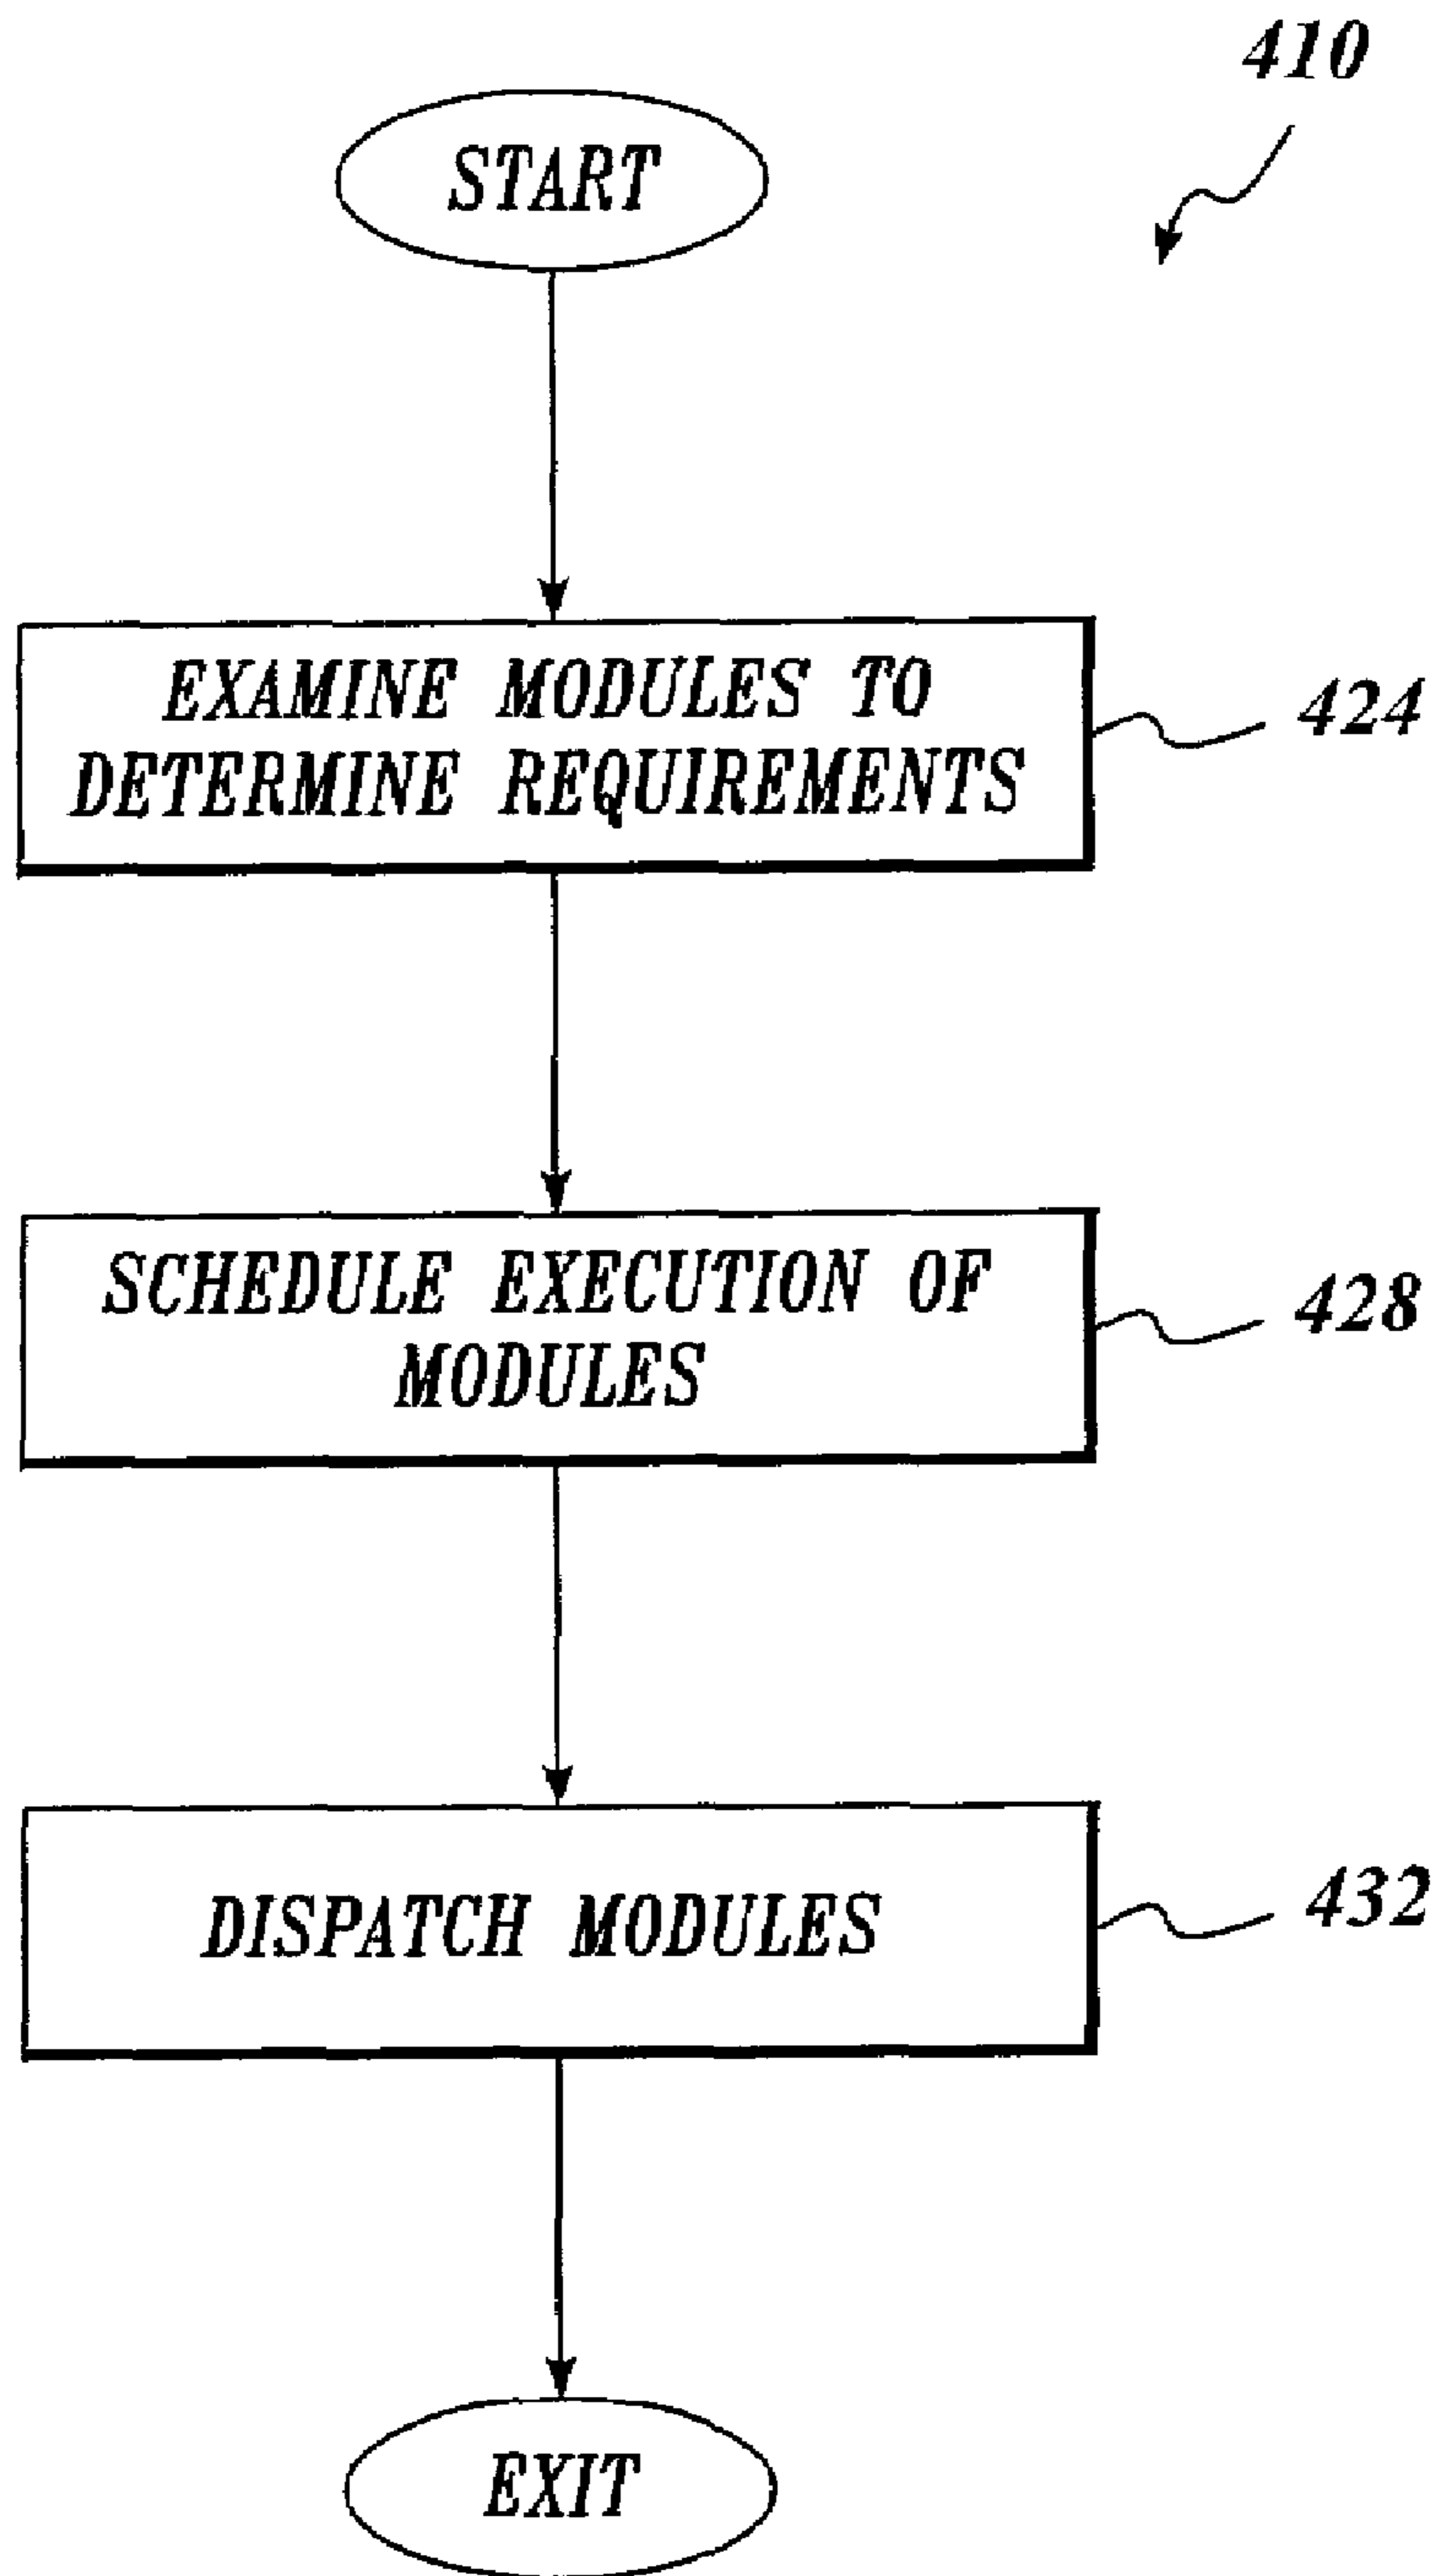 410
START
EXAMINE MODULES TO
DETERMINE REQUIREMENTS
424
SCHEDULE EXECUTION OF
MODULES
428
DISPATCH MODULES
432
EXIT